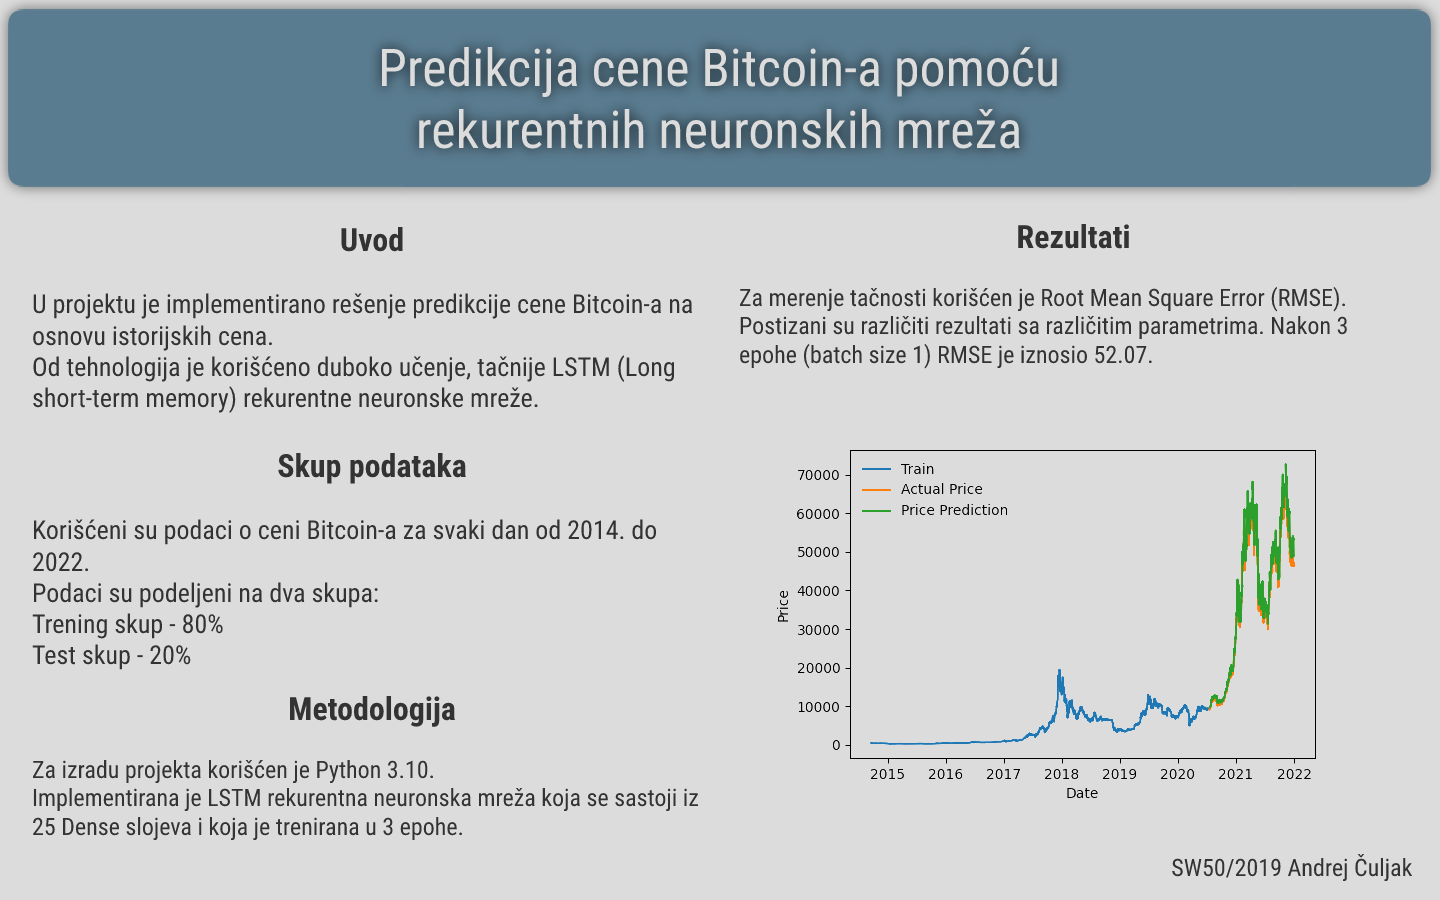 Predikcija cene Bitcoin-a pomoću
rekurentnih neuronskih mreža
Uvod
U projektu je implementirano rešenje predikcije cene Bitcoin-a na
osnovu istorijskih cena.
Od tehnologija je korišćeno duboko učenje, tačnije LSTM (Long
short-term memory) rekurentne neuronske mreže.
Skup podataka
Korišćeni su podaci o ceni Bitcoin-a za svaki dan od 2014. do
2022.
Podaci su podeljeni na dva skupa:
Trening skup - 80%
Test skup - 20%
Metodologija
Za izradu projekta korišćen je Python 3.10.
Implementirana je LSTM rekurentna neuronska mreža koja se sastoji iz
25 Dense slojeva i koja je trenirana u 3 epohe.
Rezultati
Za merenje tačnosti korišćen je Root Mean Square Error (RMSE).
Postizani su različiti rezultati sa različitim parametrima. Nakon 3
epohe (batch size 1) RMSE je iznosio 52.07.
Train
Actual Price
Price Prediction
70000
60000
50000
40000
30000
20000
10000
0
Price
2015 2016 2017 2018 2019 2020 2021 2022
Date
SW50/2019 Andrej Čuljak